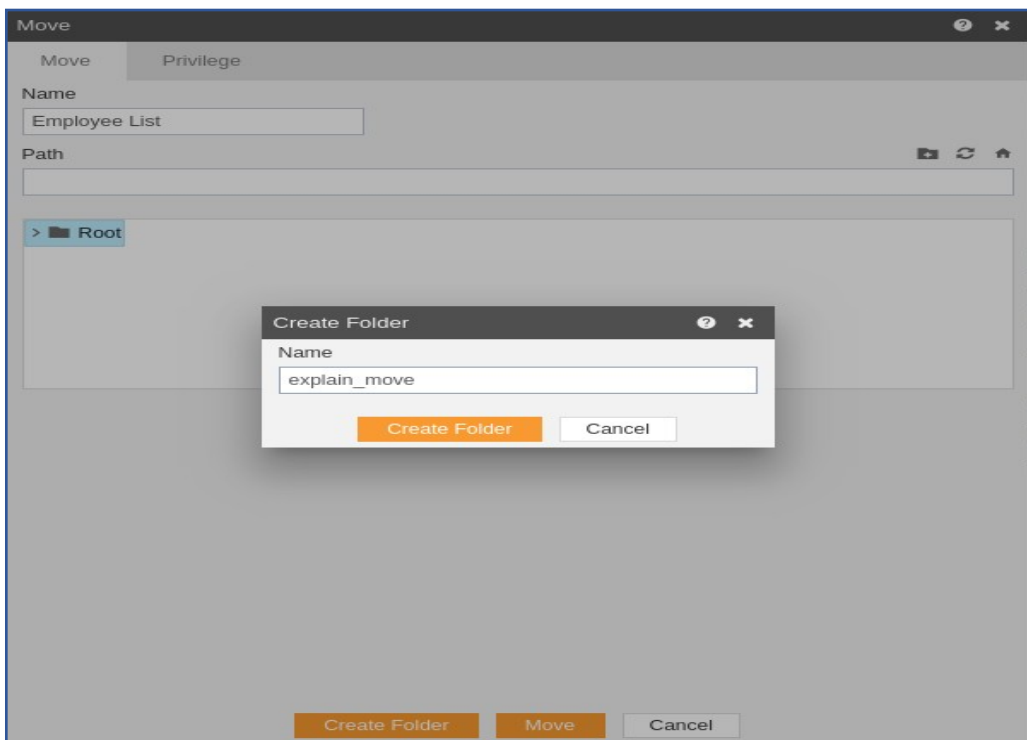 Move
Move Privilege
Name
Employee List
Path
Root
Create Folder
Name
explain_move
Create Folder Cancel
Create Folder Move Cancel